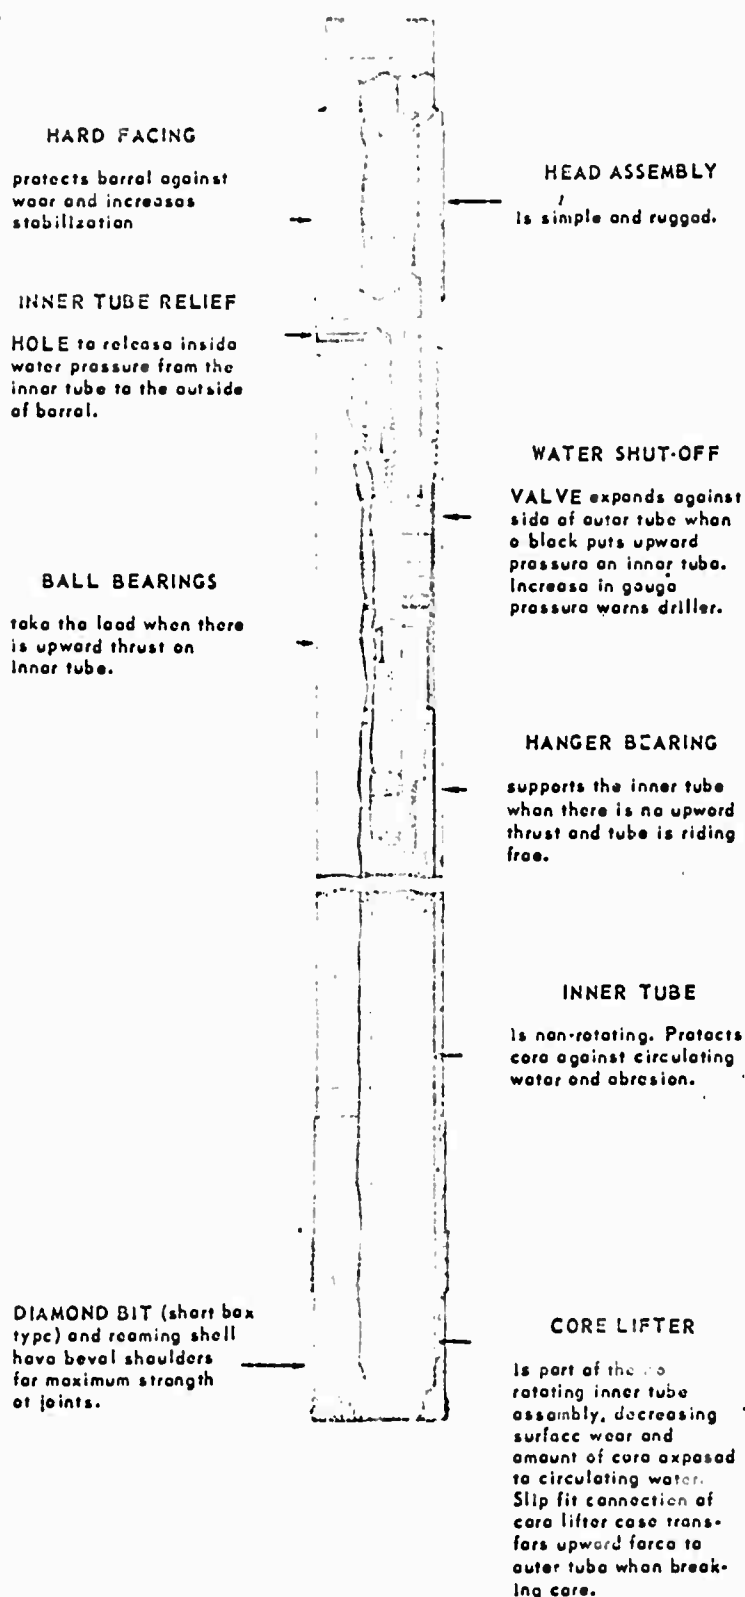 HARD FACING
protects barrel against
wear and increases
stabilization
INNER TUBE RELIEF
HOLE to release inside
water pressure from the
inner tube to the outside
of barrel.
BALL BEARINGS
take the load when there
is upward thrust on
inner tube.
DIAMOND BIT (short box
type) and reaming shell
have bevel shoulders
for maximum strength
at joints.
HEAD ASSEMBLY
Is simple and rugged.
WATER SHUT-OFF
VALVE expands against
side of outer tube when
a block puts upward
pressure on inner tube.
Increase in gauge
pressure warns driller.
HANGER BEARING
supports the inner tube
when there is no upward
thrust and tube is riding
free.
INNER TUBE
Is non-rotating. Protects
core against circulating
water and abresion.
CORE LIFTER
Is part of the
rotating inner tube
assembly, decreasing
surface wear and
amount of core exposed
to circulating water.
Slip fit connection of
core lifter case trans-
fers upward force to
outer tube when break-
ing core.